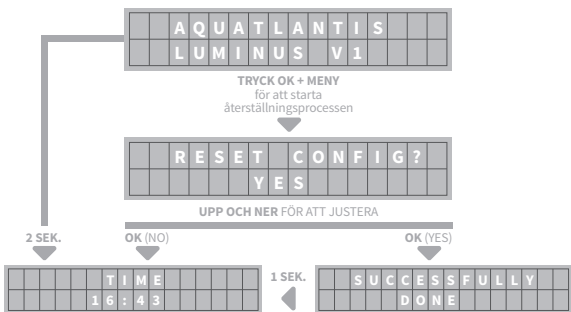 AQUATLANTIS
LUMINUS V1
TRYCK OK + MENY
för att starta
återställningsprocessen
RESET CONFIG?
YES
UPP OCH NER FÖR ATT JUSTERA
2 SEK.
OK (NO)
OK (YES)
TIME
16:43
1 SEK.
SUCCESSFULLY
DONE